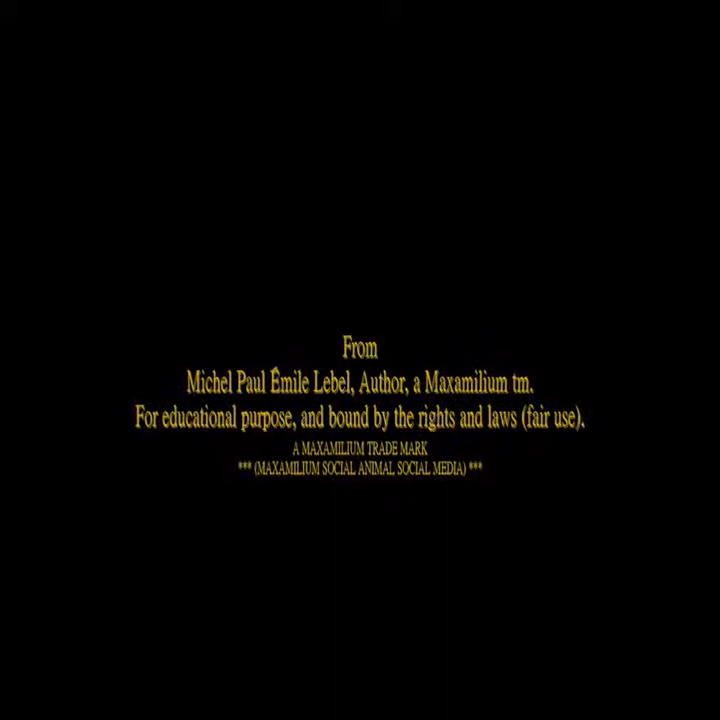 From
Michel Paul Émile Lebel, Author, a Maxamilium tm.
For educational purpose, and bound by the rights and laws (fair use).
A MAXAMILIUM TRADE MARK
*** (MAXAMILIUM SOCIAL ANIMAL SOCIAL MEDIA) ***